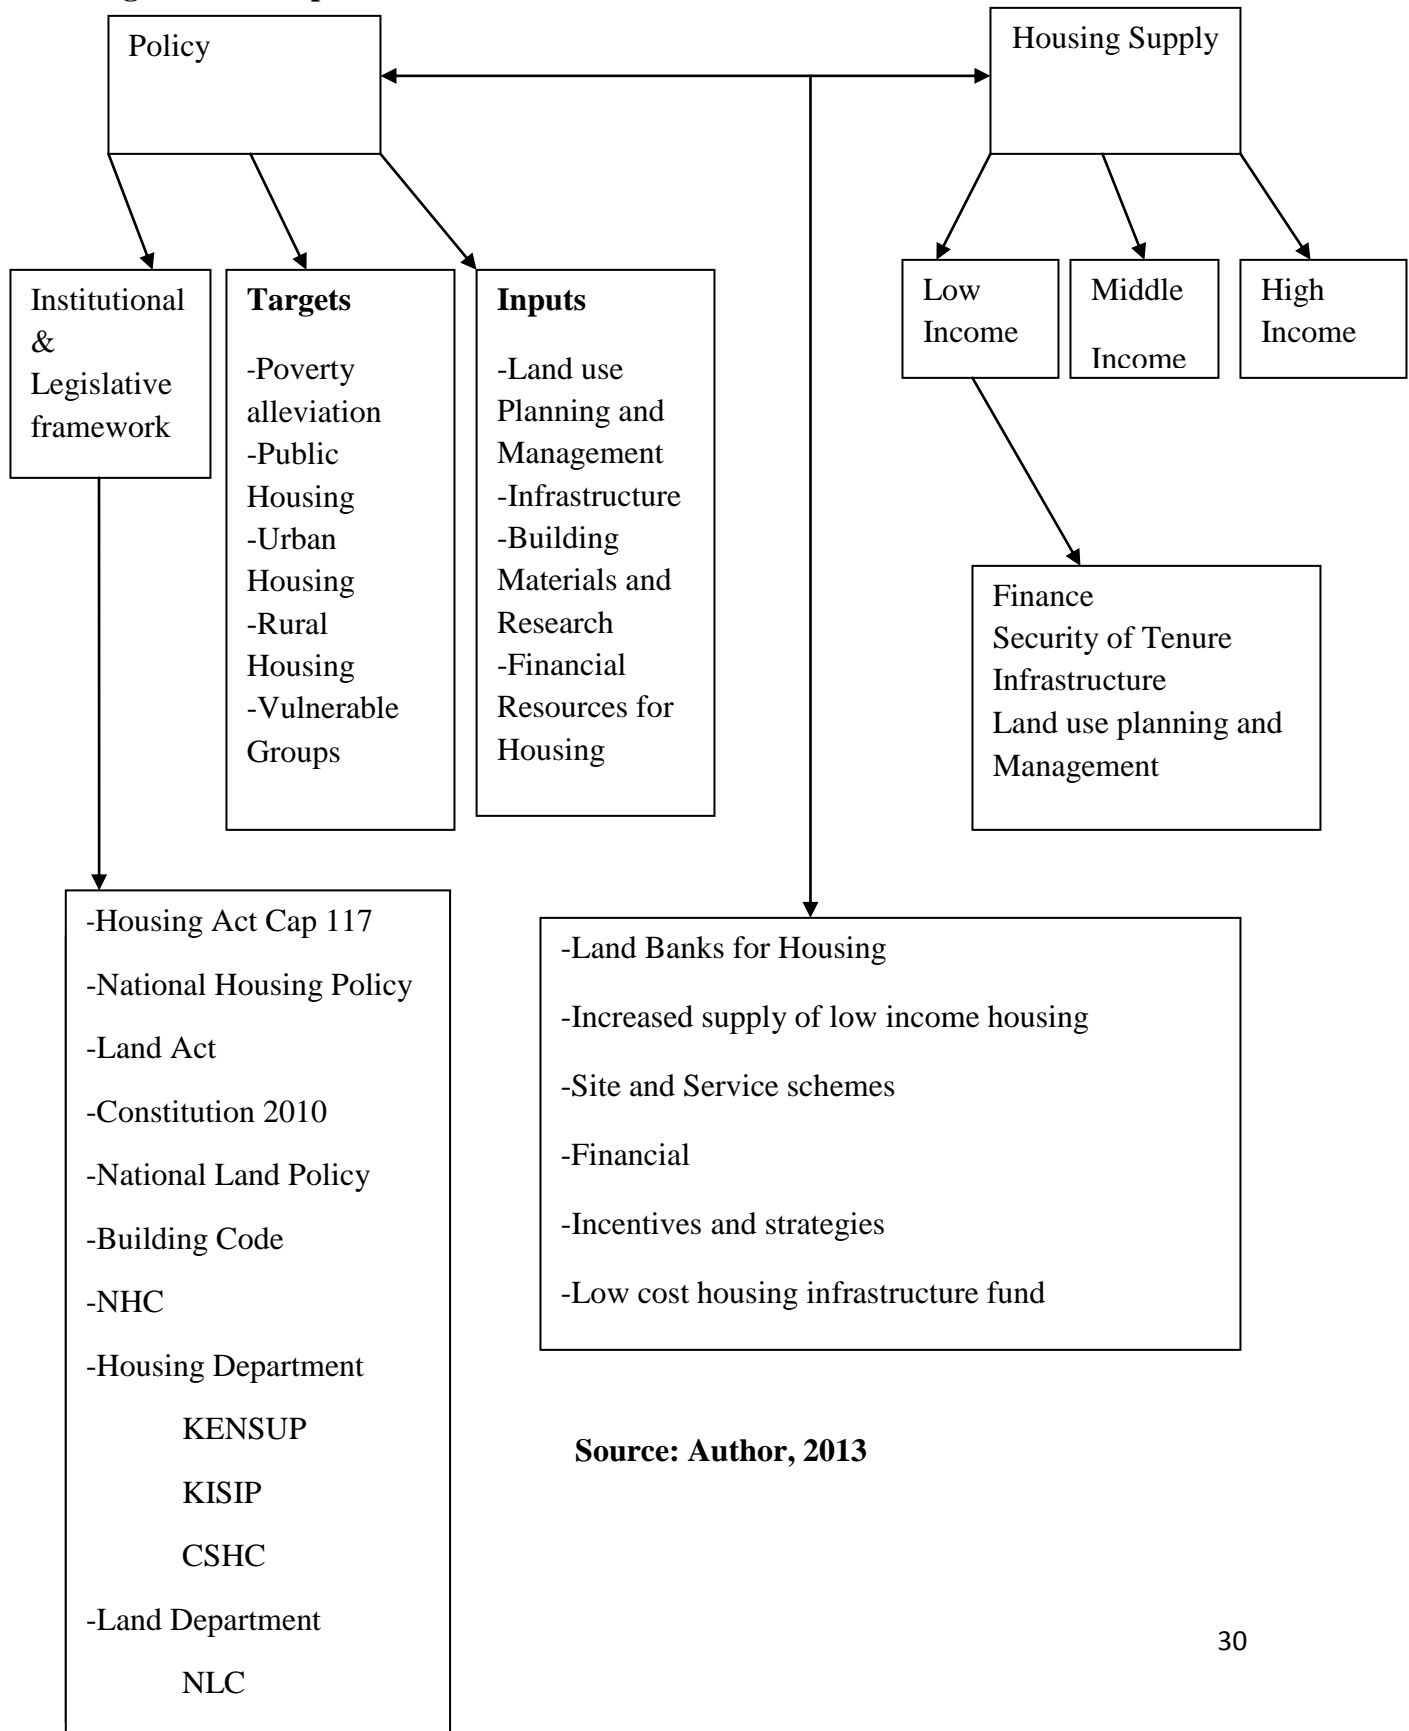 Policy
Housing Supply
Institutional
&
Legislative
framework
Targets
-Poverty
alleviation
-Public
Housing
-Urban
Housing
-Rural
Housing
-Vulnerable
Groups
Inputs
-Land use
Planning and
Management
-Infrastructure
-Building
Materials and
Research
-Financial
Resources for
Housing
Low
Income
Middle
Income
High
Income
Finance
Security of Tenure
Infrastructure
Land use planning and
Management
-Housing Act Cap 117
-National Housing Policy
-Land Act
-Constitution 2010
-National Land Policy
-Building Code
-NHC
-Housing Department
KENSUP
KISIP
CSHC
-Land Department
NLC
-Land Banks for Housing
-Increased supply of low income housing
-Site and Service schemes
-Financial
-Incentives and strategies
-Low cost housing infrastructure fund
Source: Author, 2013
30